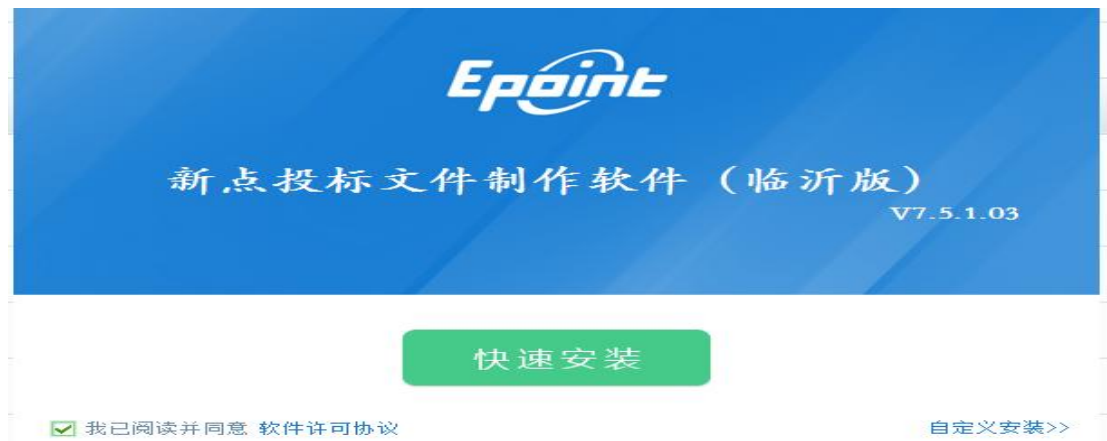 Epoint
新点投标文件制作软件（临沂版）
V7.5.1.03
快速安装
我已阅读并同意 软件许可协议
自定义安装>>